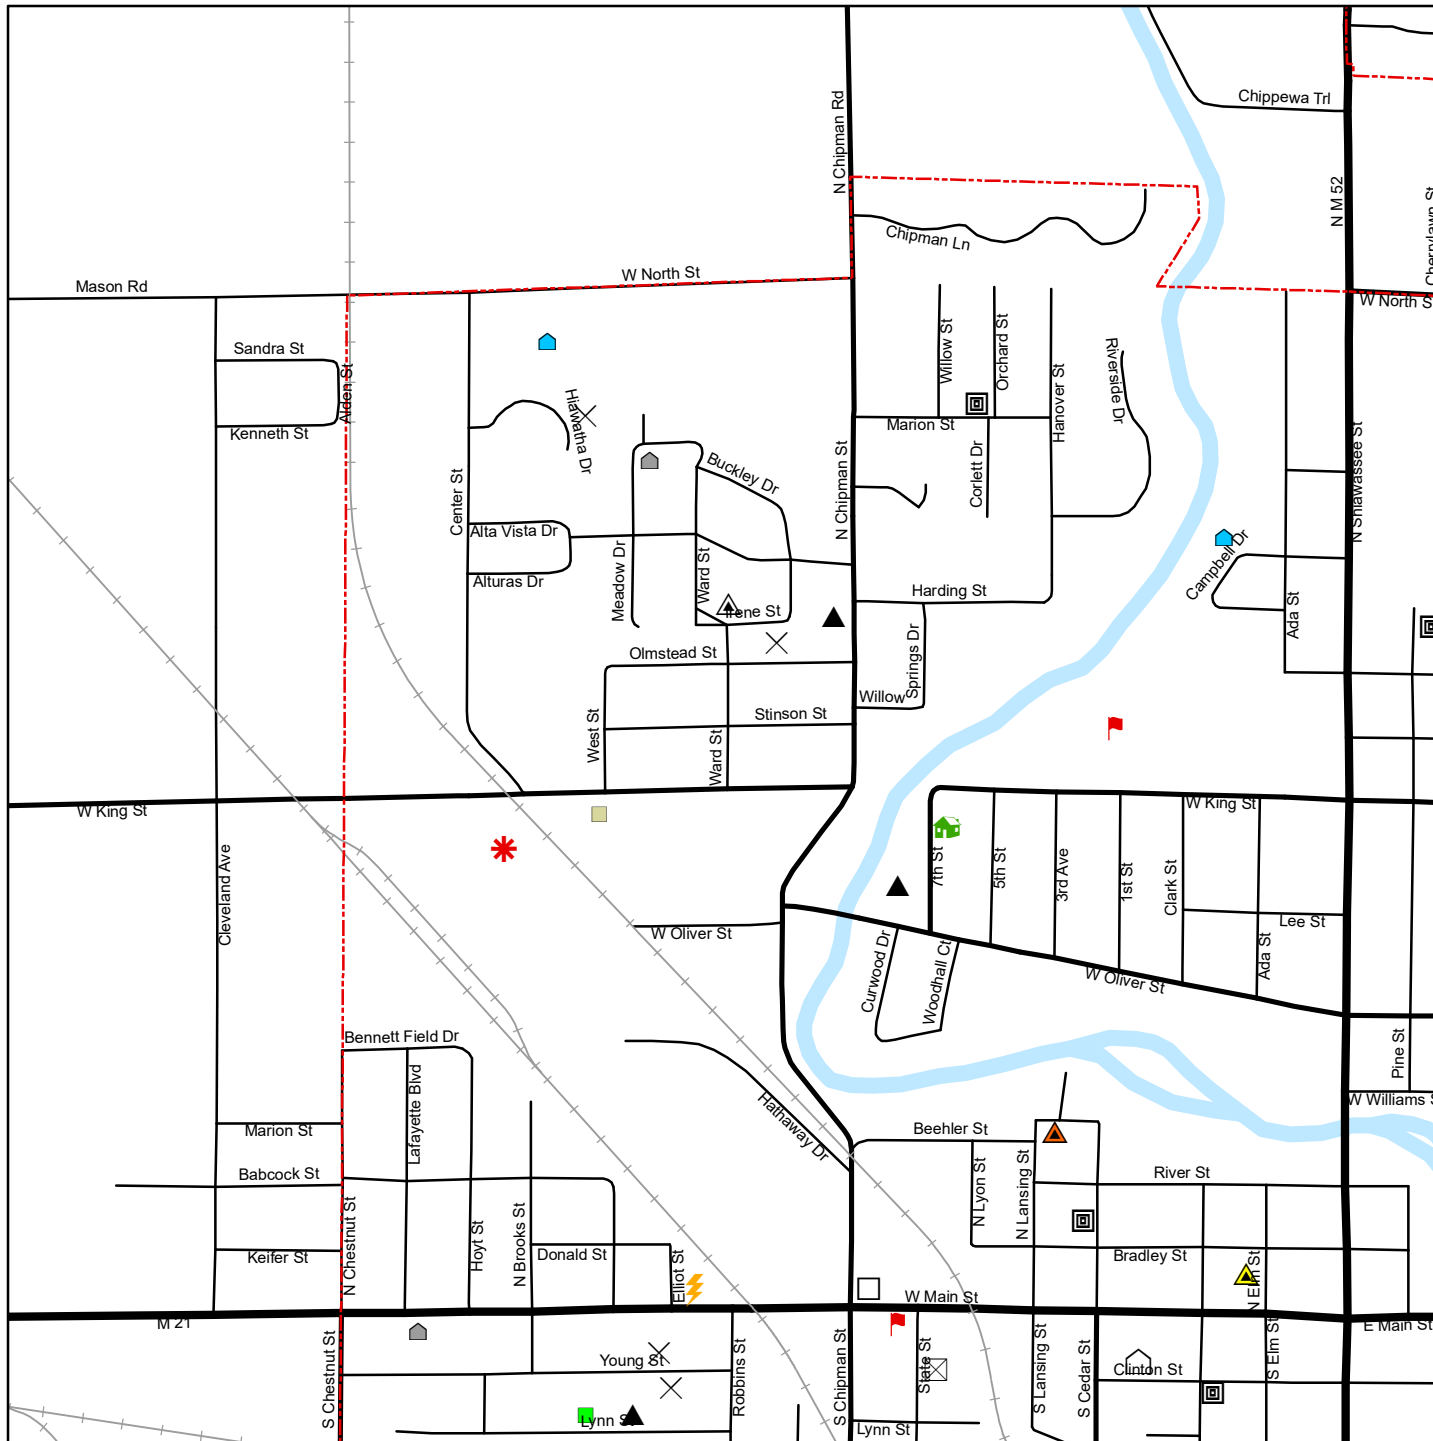 N Chipman Rd
Chippewa Trl
N M 52
Cherrylawn St
Chipman Ln
Mason Rd
W North St
W North S
Sandra St
Alden St
Kenneth St
Hiawatha Dr
Willow St
Orchard St
Hanover St
Riverside Dr
Marion St
Buckley Dr
Center St
N Chipman St
Corlett Dr
N Shiawassee St
Alta Vista Dr
Alturas Dr
Meadow Dr
Ward St
Irene St
Harding St
Campbell Dr
Ada St
Olmstead St
Springs Dr
Willow
Stinson St
West St
Ward St
W King St
W King St
Cleveland Ave
7th St
5th St
3rd Ave
1st St
Clark St
Lee St
Ada St
W Oliver St
Curwood Dr
Woodhall Ct
W Oliver St
Bennett Field Dr
Lafayette Blvd
Pine St
W Williams S
Hathaway Dr
Marion St
Beehler St
Babcock St
N Lyon St
N Lansing St
River St
N Chestnut St
Hoyt St
N Brooks St
Keifer St
Donald St
Elliot St
Bradley St
N Elm St
W Main St
M 21
E Main St
S Chestnut St
Young St
Robbins St
S Chipman St
State St
S Lansing St
S Cedar St
Clinton St
S Elm St
Lynn St
Lynn St